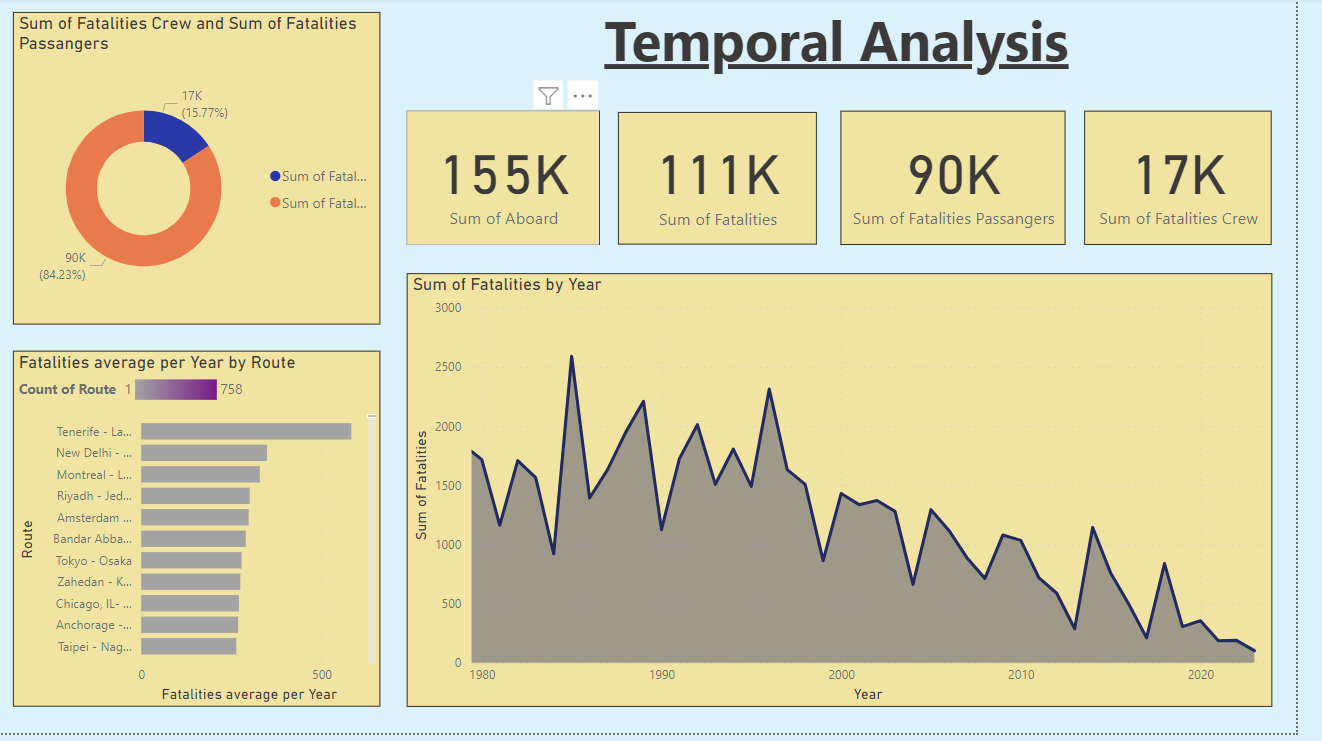 Sum of Fatalities Crew and Sum of Fatalities
Passangers
17K
(15.77%)
Sum of Fatal...
Sum of Fatal...
90K
(84.23%)
Temporal Analysis
155K
Sum of Aboard
111K
Sum of Fatalities
90K
Sum of Fatalities Passangers
17K
Sum of Fatalities Crew
Fatalities average per Year by Route
Count of Route 1 758
Route
Tenerife - La...
New Delhi - ...
Montreal - L...
Riyadh - Jed...
Amsterdam ...
Bandar Abba...
Tokyo - Osaka
Zahedan - K...
Chicago, IL- ...
Anchorage -...
Taipei - Nag...
0 500
Fatalities average per Year
Sum of Fatalities by Year
Sum of Fatalities
3000
2500
2000
1500
1000
500
0
1980 1990 2000 2010 2020
Year